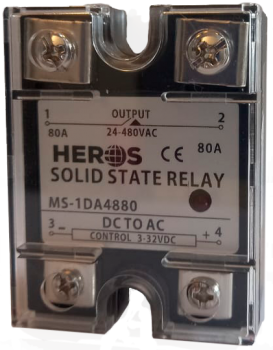 1 OUTPUT 2
80A 24-480VAC
HEROS CE 80A
SOLID STATE RELAY
MS-1DA4880
3 – DC TO AC + 4
CONTROL 3-32VDC